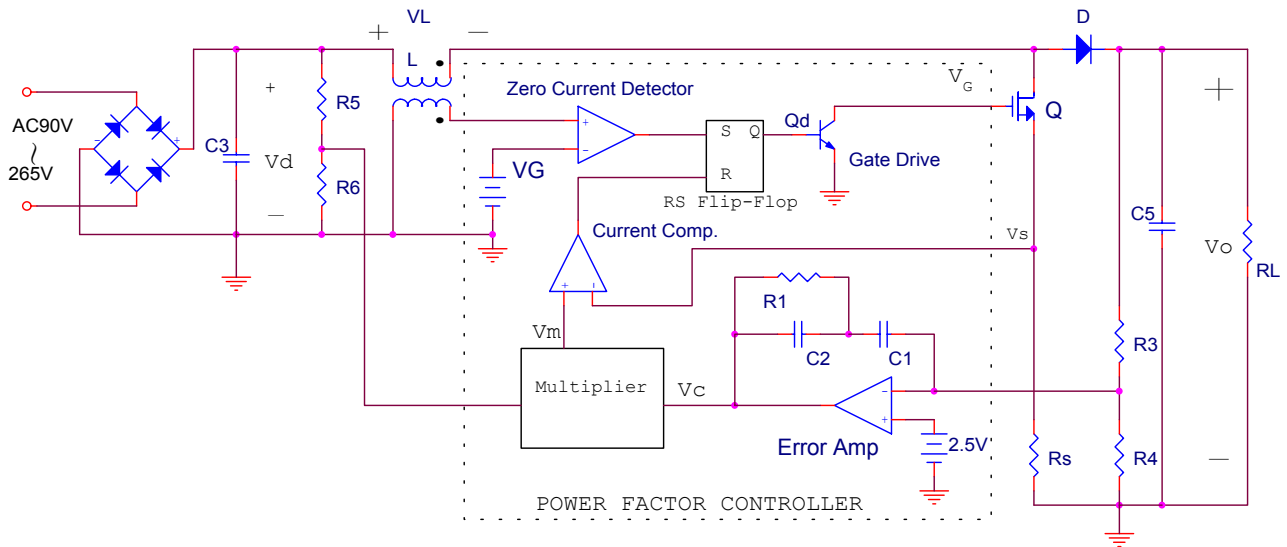 VL
D
+
−
L
V G
Zero Current Detector
+
R5
S
Q
Qd
Q
+
AC90V
~
265V
−
+
C3
Vd
+
−
VG
R
Gate Drive
R6
RS Flip-Flop
C5
−
Current Comp.
Vs
Vo
RL
+
-
R1
Vm
C2
C1
R3
Multiplier
Vc
-
+
Error Amp
2.5V
Rs
R4
−
POWER FACTOR CONTROLLER